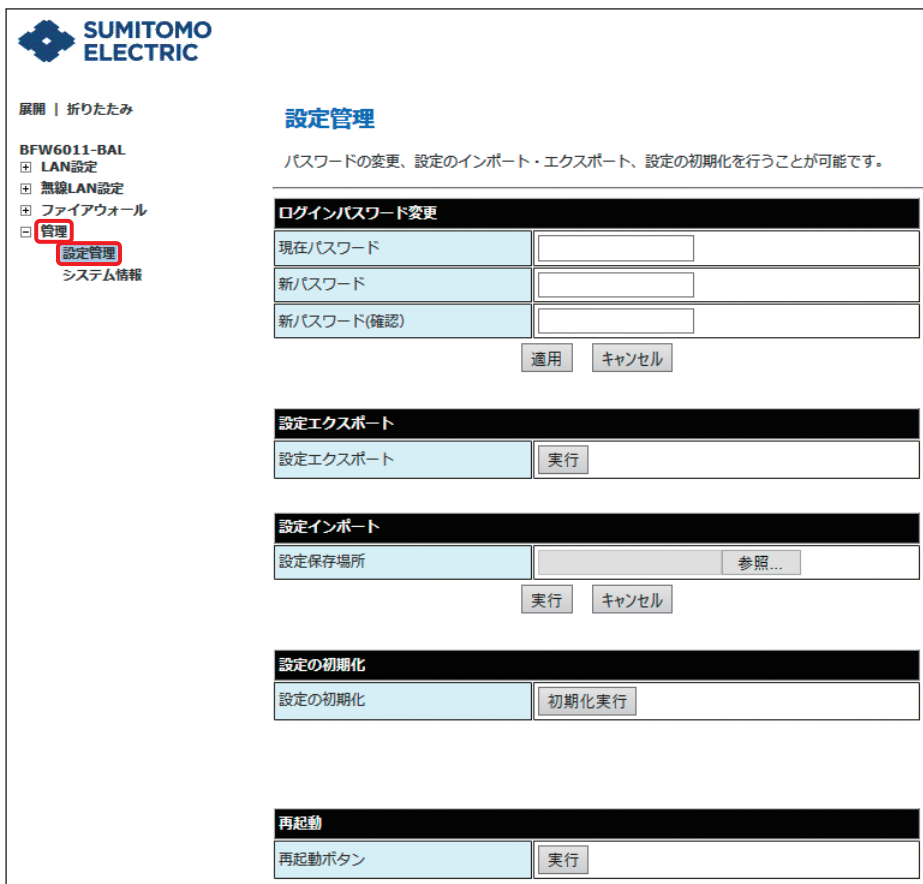 SUMITOMO
ELECTRIC
展開 | 折りたたみ
BFW6011-BAL
LAN設定
無線LAN設定
ファイアウォール
管理
設定管理
システム情報
設定管理
パスワードの変更、設定のインポート・エクスポート、設定の初期化を行うことが可能です。
ログインパスワード変更
現在パスワード
新パスワード
新パスワード(確認)
適用 キャンセル
設定エクスポート
設定エクスポート 実行
設定インポート
設定保存場所 参照...
実行 キャンセル
設定の初期化
設定の初期化 初期化実行
再起動
再起動ボタン 実行